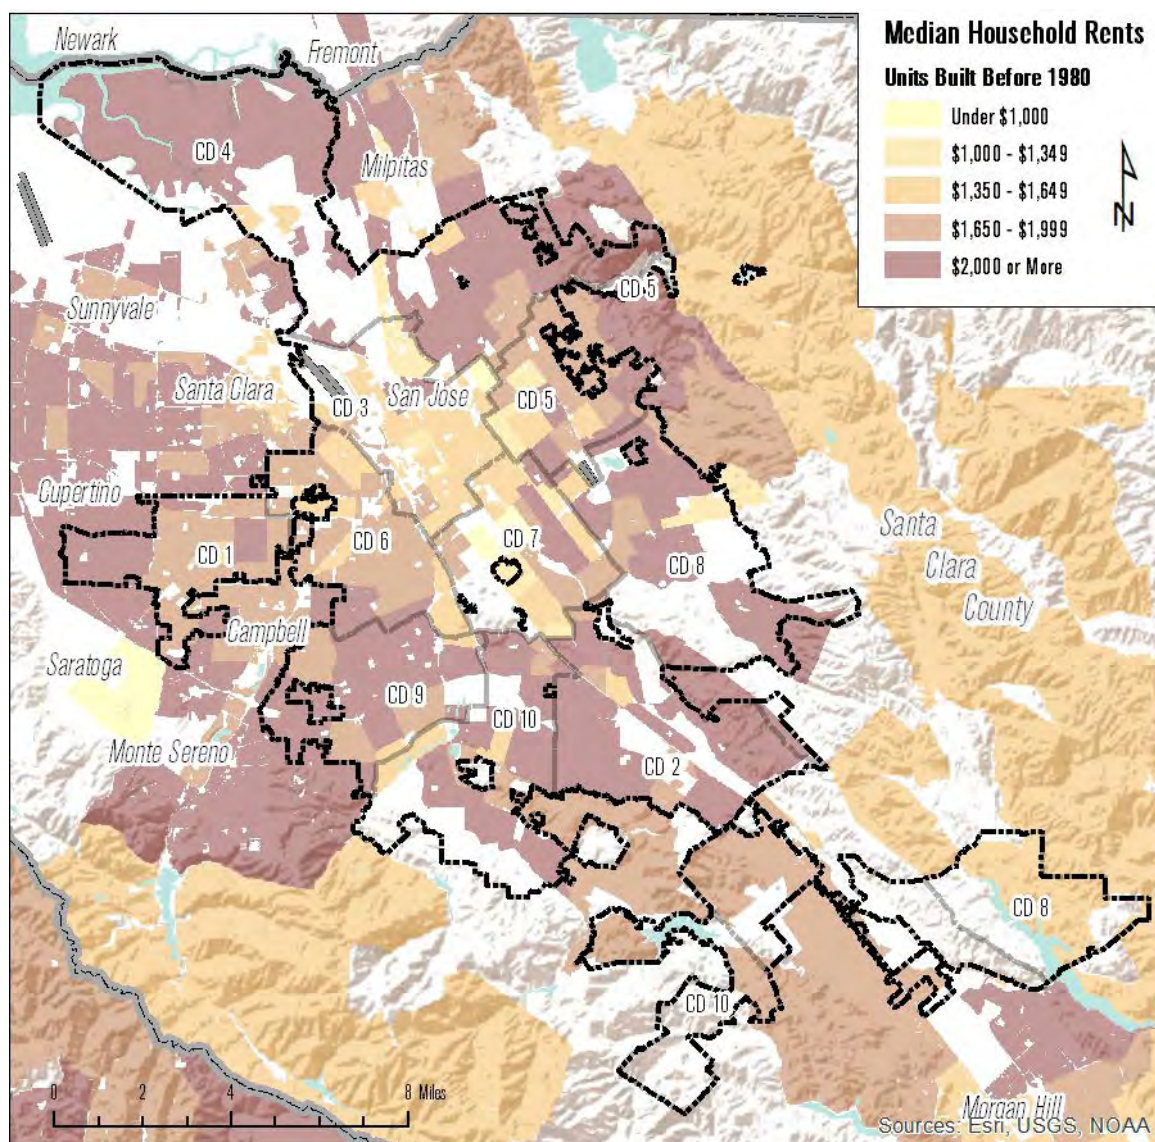 Median Household Rents
Units Built Before 1980
Under $1,000
$1,000 - $1,349
$1,350 - $1,649
$1,650 - $1,999
$2,000 or More
N
Newark
Fremont
CD 4
Milpitas
CD 5
Sunnyvale
Santa Clara
CD 3
San Jose
CD 5
Cupertino
CD 1
CD 6
CD 7
CD 8
Santa
Clara
County
Campbell
Saratoga
CD 9
CD 10
Monte Sereno
CD 2
CD 8
CD 10
0 2 4 8 Miles
Morgan Hill
Sources: Esri, USGS, NOAA